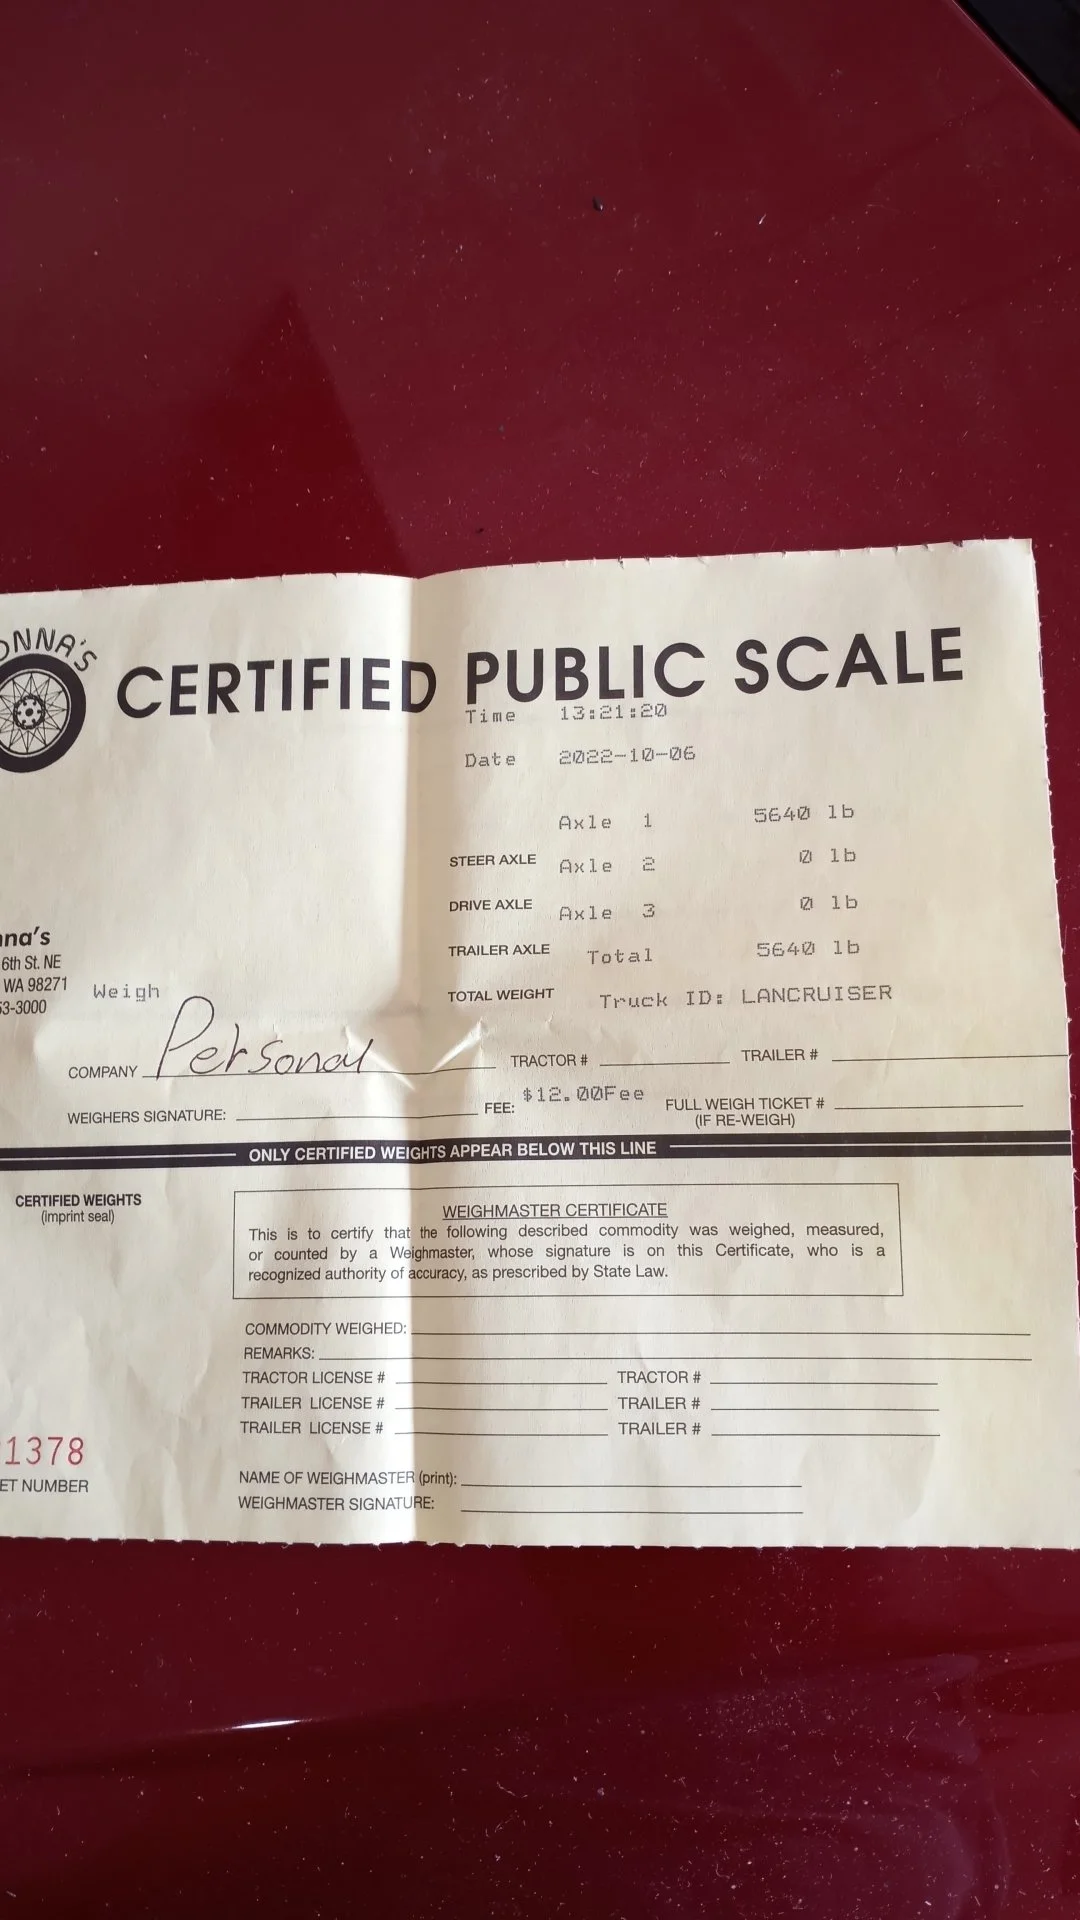 ONNA'S
CERTIFIED PUBLIC SCALE
Time 13:21:20
Date 2022-10-06
Axle 1 5640 lb
STEER AXLE Axle 2 0 lb
DRIVE AXLE Axle 3 0 lb
TRAILER AXLE Total 5640 lb
TOTAL WEIGHT Truck ID: LANCRUISER
nna's
6th St. NE
WA 98271
53-3000
Weigh
COMPANY Personal TRACTOR # TRAILER #
WEIGHERS SIGNATURE: FEE: $12.00Fee FULL WEIGH TICKET #
(IF RE-WEIGH)
ONLY CERTIFIED WEIGHTS APPEAR BELOW THIS LINE
CERTIFIED WEIGHTS
(imprint seal)
WEIGHMASTER CERTIFICATE
This is to certify that the following described commodity was weighed, measured,
or counted by a Weighmaster, whose signature is on this Certificate, who is a
recognized authority of accuracy, as prescribed by State Law.
COMMODITY WEIGHED:
REMARKS:
TRACTOR LICENSE # TRACTOR #
TRAILER LICENSE # TRAILER #
TRAILER LICENSE # TRAILER #
1378
ET NUMBER
NAME OF WEIGHMASTER (print):
WEIGHMASTER SIGNATURE: